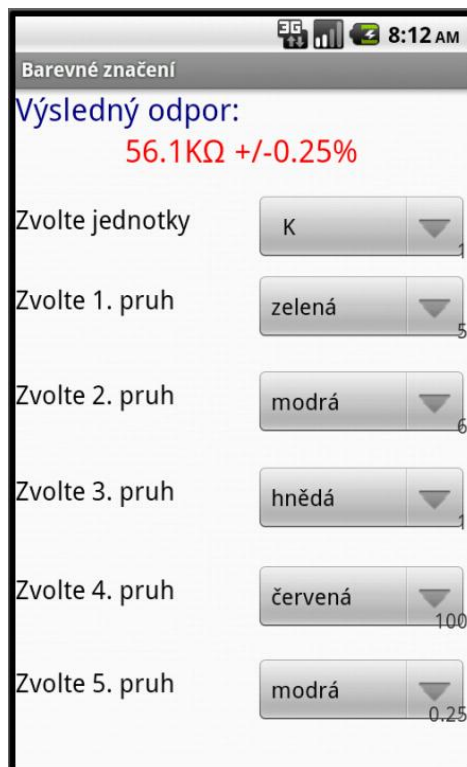 3G 8:12 AM
Barevné značení
Výsledný odpor:
56.1KΩ +/-0.25%
Zvolte jednotky K
1
Zvolte 1. pruh zelená
5
Zvolte 2. pruh modrá
6
Zvolte 3. pruh hnědá
1
Zvolte 4. pruh červená
100
Zvolte 5. pruh modrá
0.25